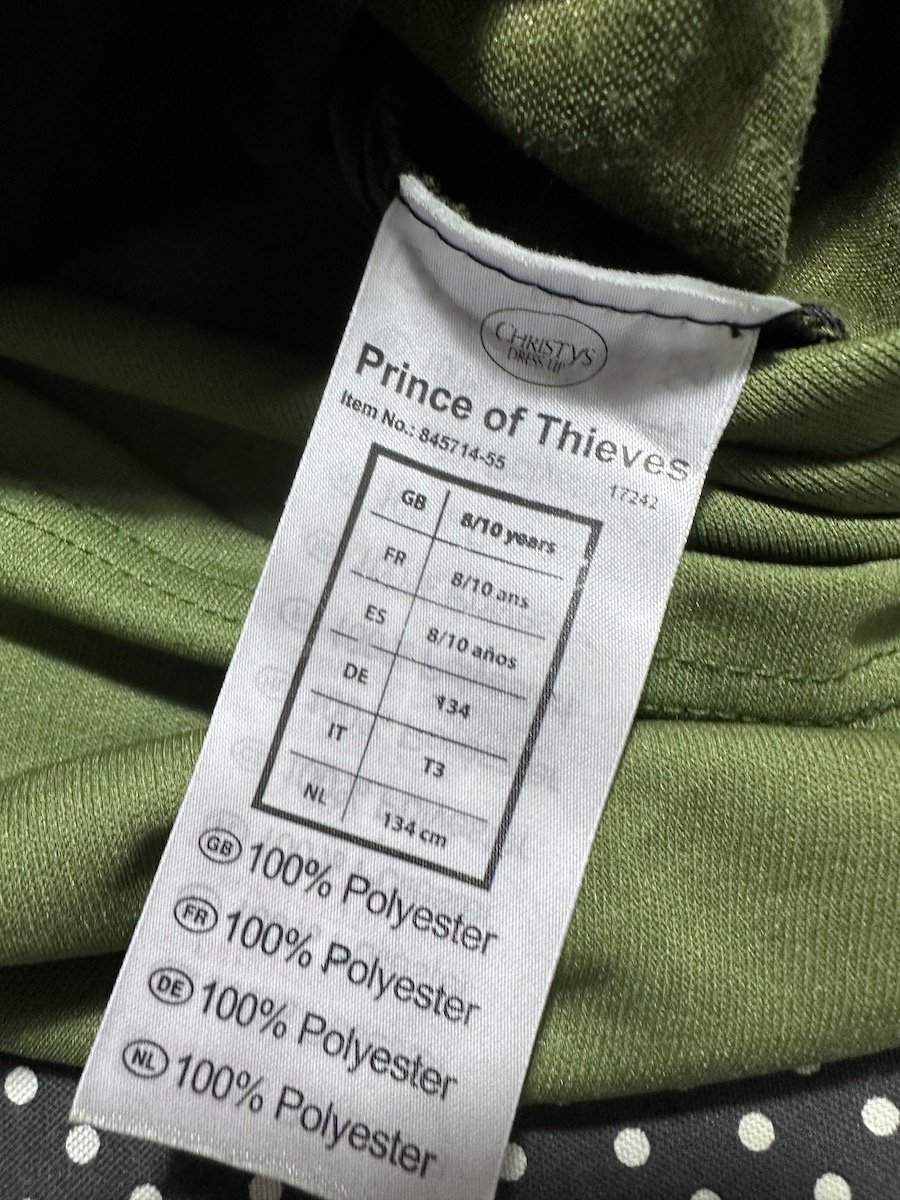 CHRISTYS
DRESS UP
Prince of Thieves
Item No.: 845714-55
17242
GB 8/10 years
FR 8/10 ans
ES 8/10 años
DE 134
IT T3
NL 134 cm
GB 100% Polyester
FR 100% Polyester
DE 100% Polyester
NL 100% Polyester